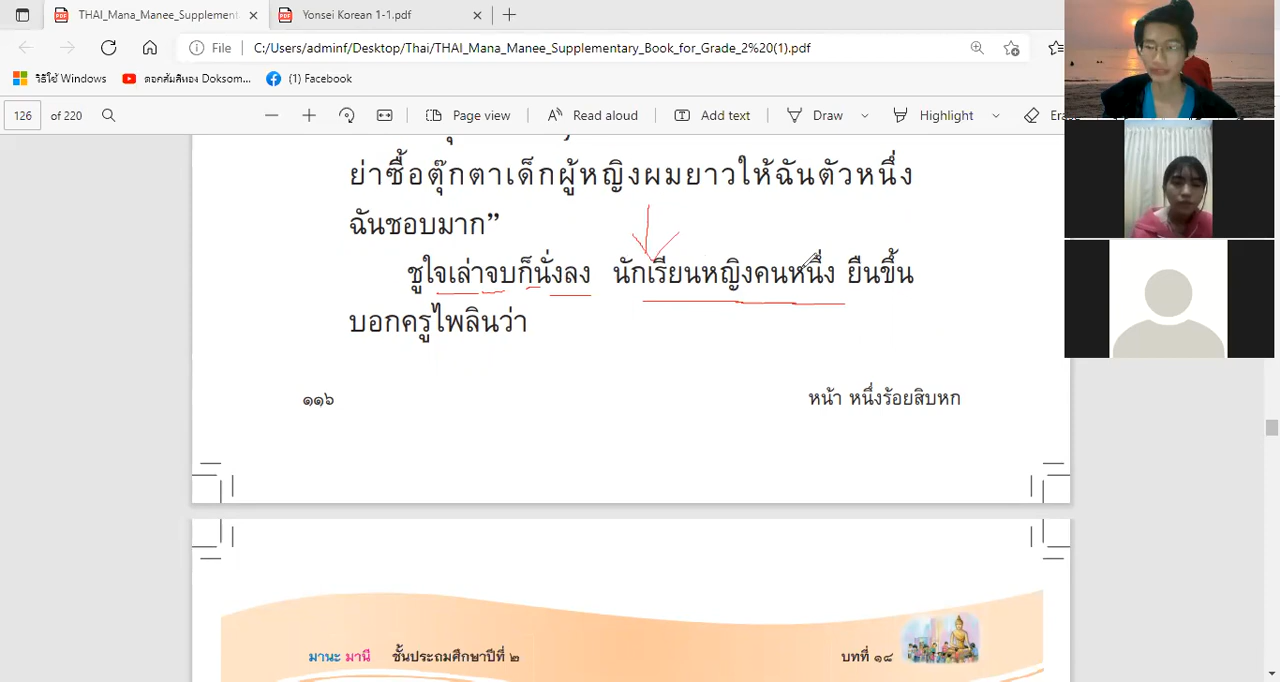 THAI_Mana_Manee_Supplement
Yonsei Korean 1-1.pdf
File
C:/Users/adminf/Desktop/Thai/THAI_Mana_Manee_Supplementary_Book_for_Grade_2%20(1).pdf
วิธีใช้ Windows
ดอกส้มสีทอง Doksom...
(1) Facebook
126
of 220
Page view
Read aloud
Add text
Draw
Highlight
Era
ย่าซื้อตุ๊กตาเด็กผู้หญิงผมยาวให้ฉันตัวหนึ่ง
ฉันชอบมาก”
ชูใจเล่าจบก็นั่งลง นักเรียนหญิงคนหนึ่ง ยืนขึ้น
บอกครูไพลินว่า
๑๑๖
หน้า หนึ่งร้อยสิบหก
มานะ มานี ชั้นประถมศึกษาปีที่ ๒
บทที่ ๑๘